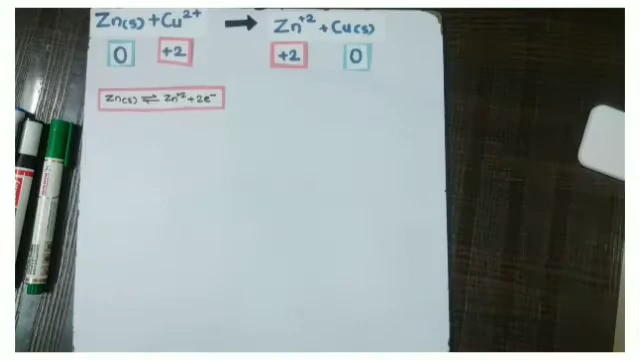 Zn(s) + Cu²⁺ → Zn⁺² + Cu(s)
0 +2 +2 0
Zn(s) ⇌ Zn⁺² + 2e⁻